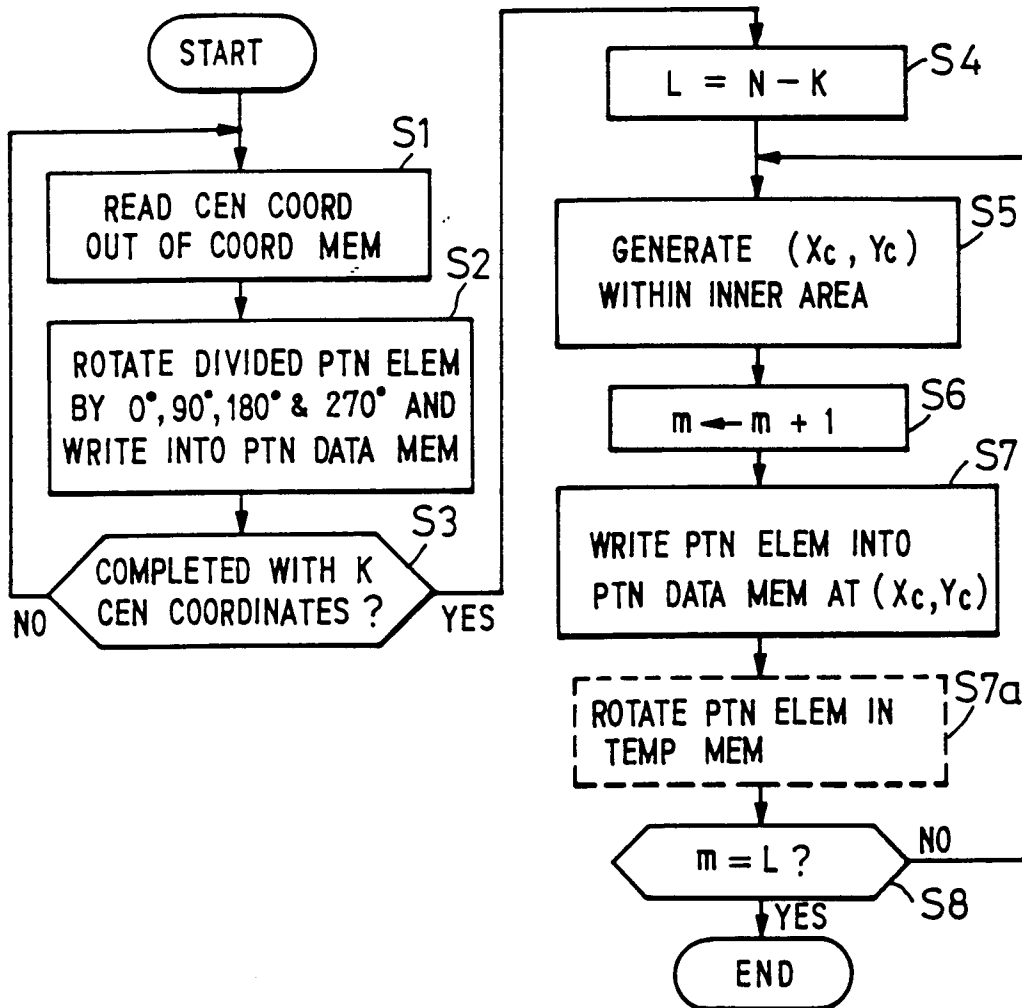 START
S1
READ CEN COORD
OUT OF COORD MEM
S2
ROTATE DIVIDED PTN ELEM
BY 0°, 90°, 180° & 270° AND
WRITE INTO PTN DATA MEM
S3
COMPLETED WITH K
CEN COORDINATES ?
NO
YES
S4
L = N - K
S5
GENERATE (Xc, Yc)
WITHIN INNER AREA
S6
m ← m + 1
S7
WRITE PTN ELEM INTO
PTN DATA MEM AT (Xc, Yc)
S7a
ROTATE PTN ELEM IN
TEMP MEM
m = L ?
NO
S8
YES
END